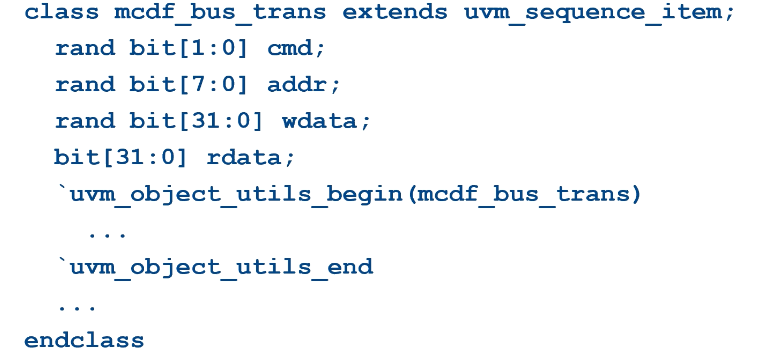 class mcdf_bus_trans extends uvm_sequence_item;
rand bit[1:0] cmd;
rand bit[7:0] addr;
rand bit[31:0] wdata;
bit[31:0] rdata;
`uvm_object_utils_begin(mcdf_bus_trans)
...
`uvm_object_utils_end
...
endclass